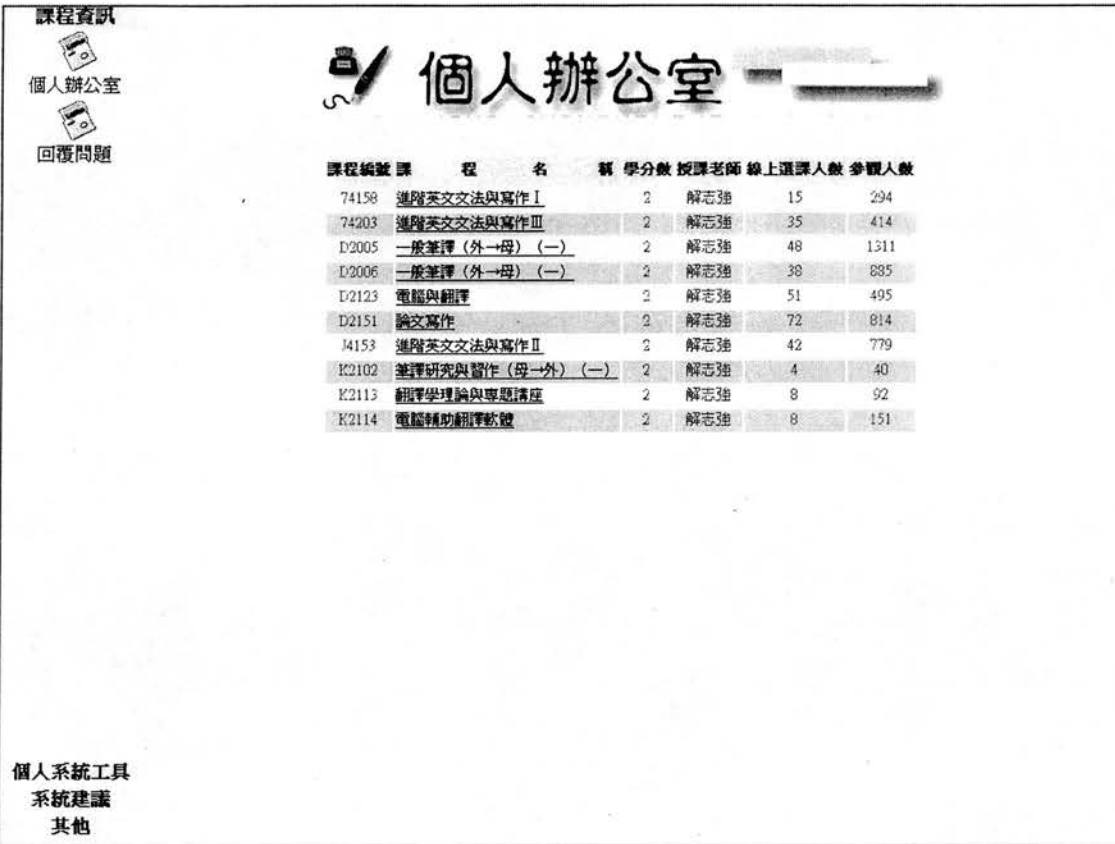 課程資訊
個人辦公室
回覆問題
個人辦公室
課程編號 課程名稱 學分數 授課老師 線上選課人數 參觀人數
74158 進階英文文法與寫作Ⅰ 2 解志強 15 294
74203 進階英文文法與寫作Ⅲ 2 解志強 35 414
D2005 一般筆譯（外→母）（一） 2 解志強 48 1311
D2006 一般筆譯（外→母）（一） 2 解志強 38 885
D2123 電腦與翻譯 2 解志強 51 495
D2151 論文寫作 2 解志強 72 814
J4153 進階英文文法與寫作Ⅱ 2 解志強 42 779
K2102 筆譯研究與習作（母→外）（一） 2 解志強 4 40
K2113 翻譯學理論與專題講座 2 解志強 8 92
K2114 電腦輔助翻譯軟體 2 解志強 8 151
個人系統工具
系統建議
其他